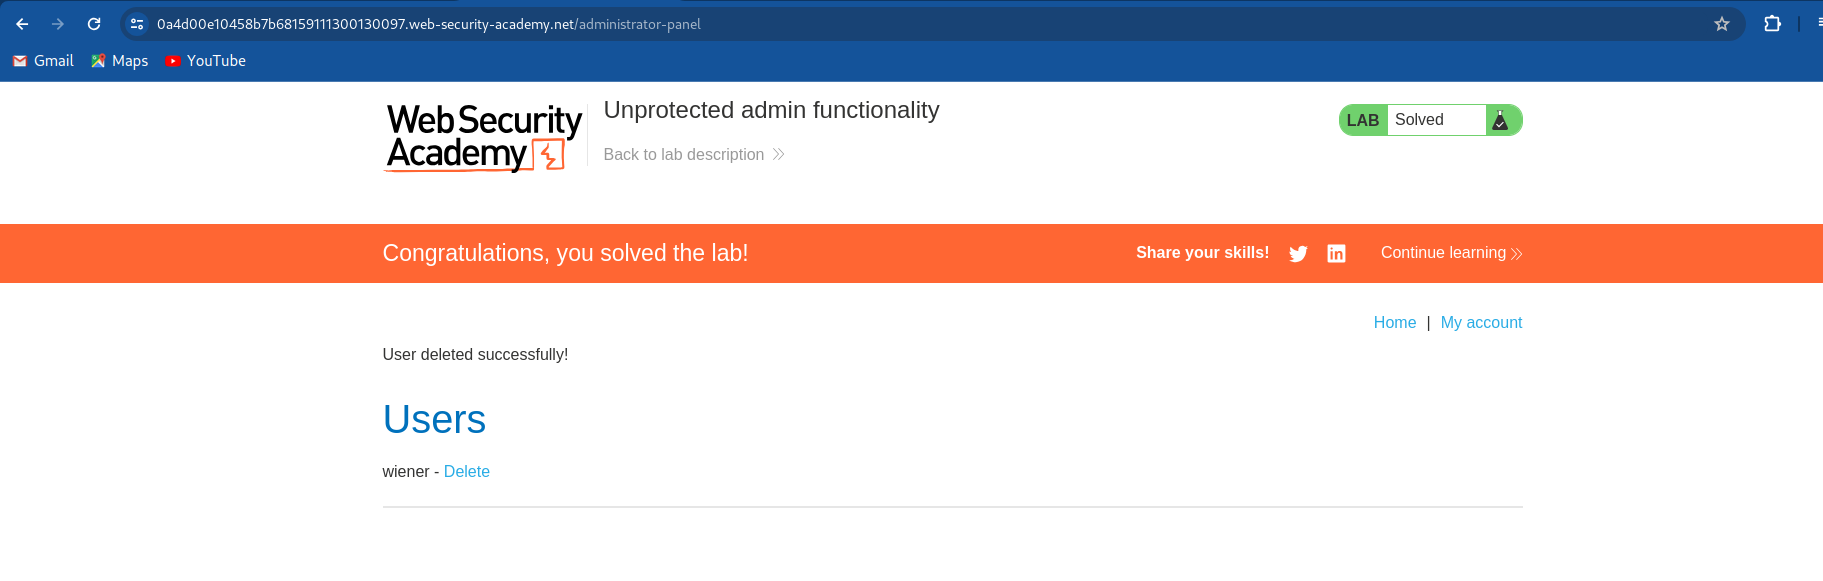 0a4d00e10458b7b68159111300130097.web-security-academy.net/administrator-panel
Gmail Maps YouTube
Web Security
Academy
Unprotected admin functionality
Back to lab description
LAB Solved
Congratulations, you solved the lab!
Share your skills!
Continue learning
Home | My account
User deleted successfully!
Users
wiener - Delete